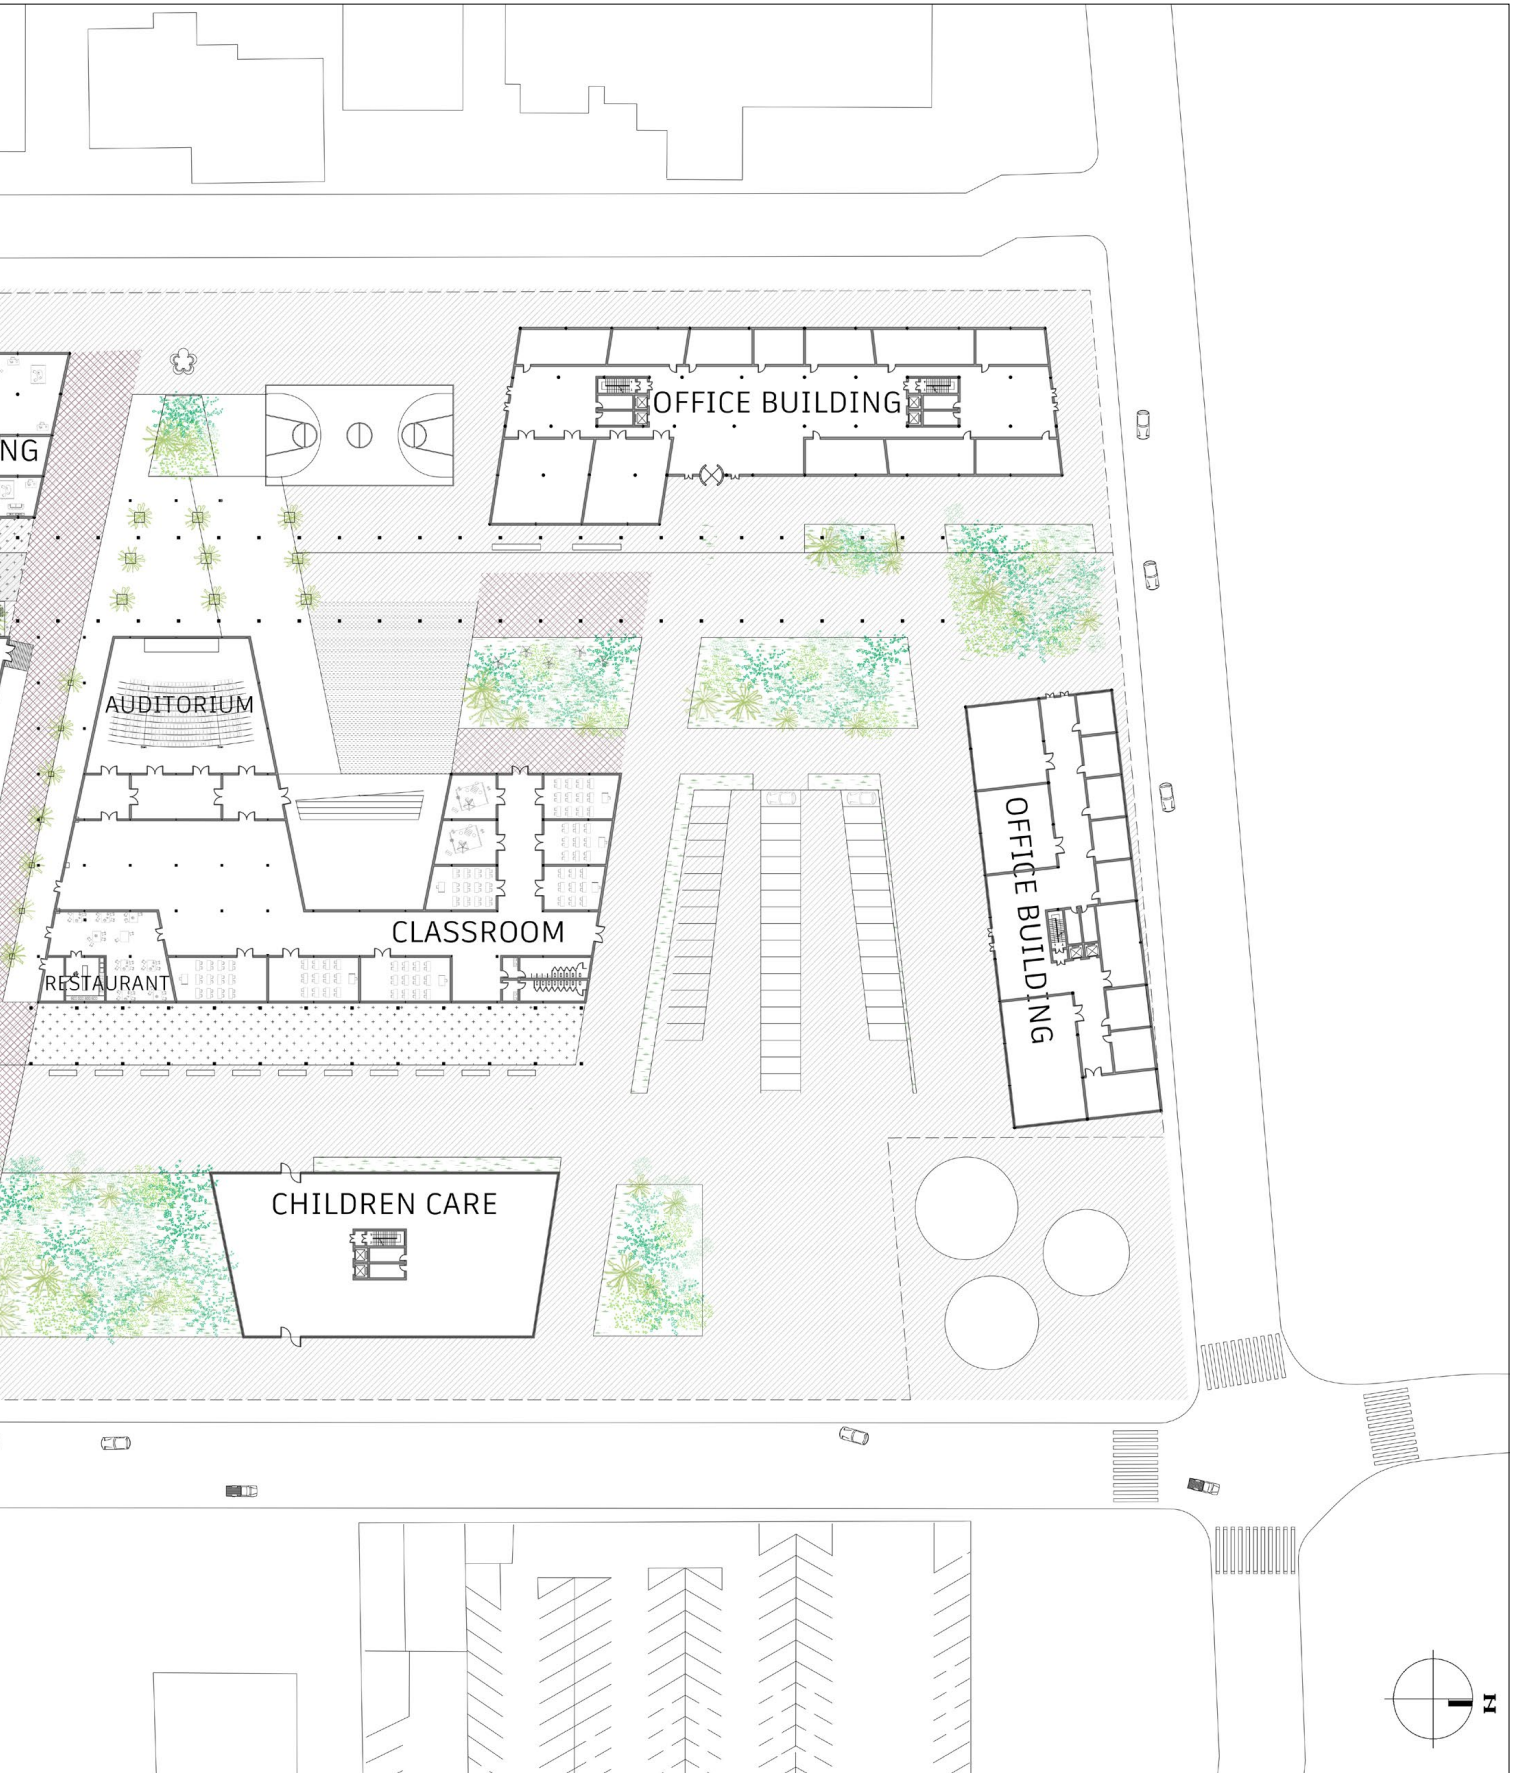 OFFICE BUILDING
NG
AUDITORIUM
OFFICE BUILDING
CLASSROOM
RESTAURANT
CHILDREN CARE
N